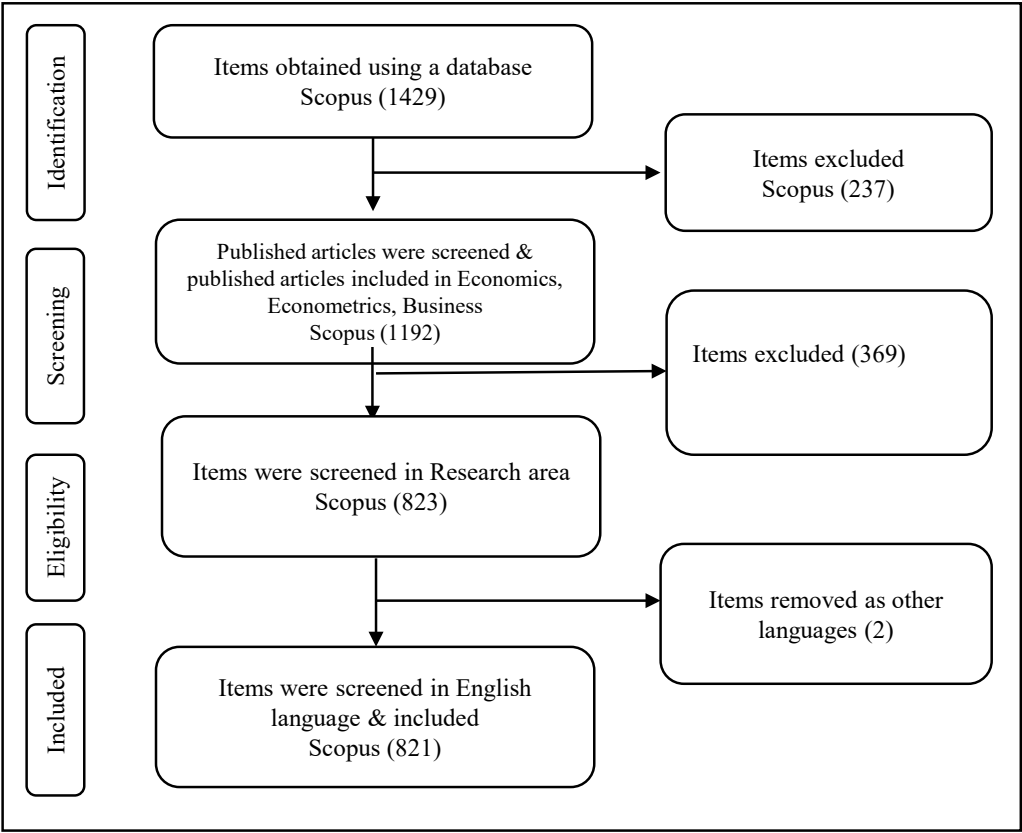 Identification
Items obtained using a database
Scopus (1429)
Items excluded
Scopus (237)
Screening
Published articles were screened &
published articles included in Economics,
Econometrics, Business
Scopus (1192)
Items excluded (369)
Eligibility
Items were screened in Research area
Scopus (823)
Items removed as other
languages (2)
Included
Items were screened in English
language & included
Scopus (821)